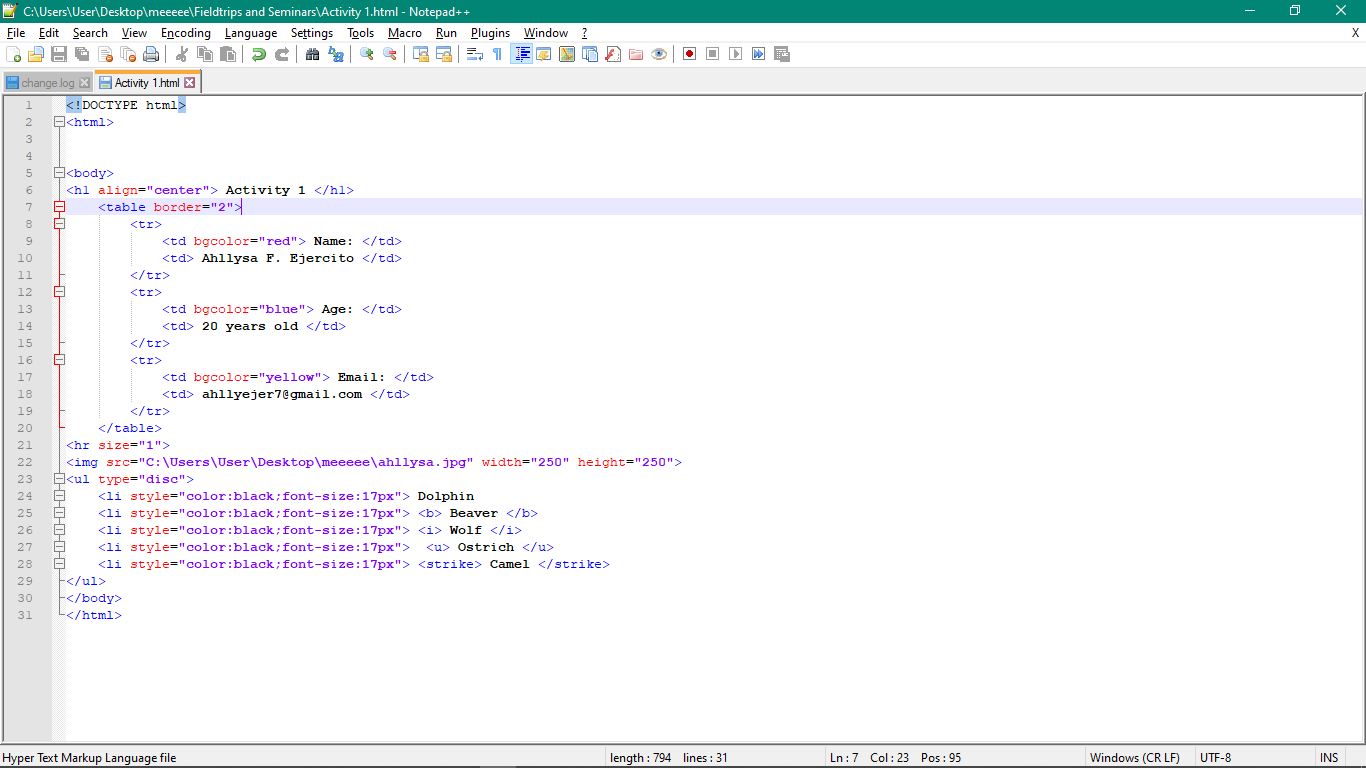 C:\Users\User\Desktop\meeeee\Fieldtrips and Seminars\Activity 1.html - Notepad++
File Edit Search View Encoding Language Settings Tools Macro Run Plugins Window ? X
change.log Activity 1.html
1 <!DOCTYPE html>
2 <html>
3
4
5 <body>
6 <h1 align="center"> Activity 1 </h1>
7 <table border="2">
8 <tr>
9 <td bgcolor="red"> Name: </td>
10 <td> Ahllysa F. Ejercito </td>
11 </tr>
12 <tr>
13 <td bgcolor="blue"> Age: </td>
14 <td> 20 years old </td>
15 </tr>
16 <tr>
17 <td bgcolor="yellow"> Email: </td>
18 <td> ahllyejer7@gmail.com </td>
19 </tr>
20 </table>
21 <hr size="1">
22 <img src="C:\Users\User\Desktop\meeeee\ahllysa.jpg" width="250" height="250">
23 <ul type="disc">
24 <li style="color:black;font-size:17px"> Dolphin
25 <li style="color:black;font-size:17px"> <b> Beaver </b>
26 <li style="color:black;font-size:17px"> <i> Wolf </i>
27 <li style="color:black;font-size:17px">  <u> Ostrich </u>
28 <li style="color:black;font-size:17px"> <strike> Camel </strike>
29 </ul>
30 </body>
31 </html>
Hyper Text Markup Language file length : 794 lines : 31 Ln : 7 Col : 23 Pos : 95 Windows (CR LF) UTF-8 INS